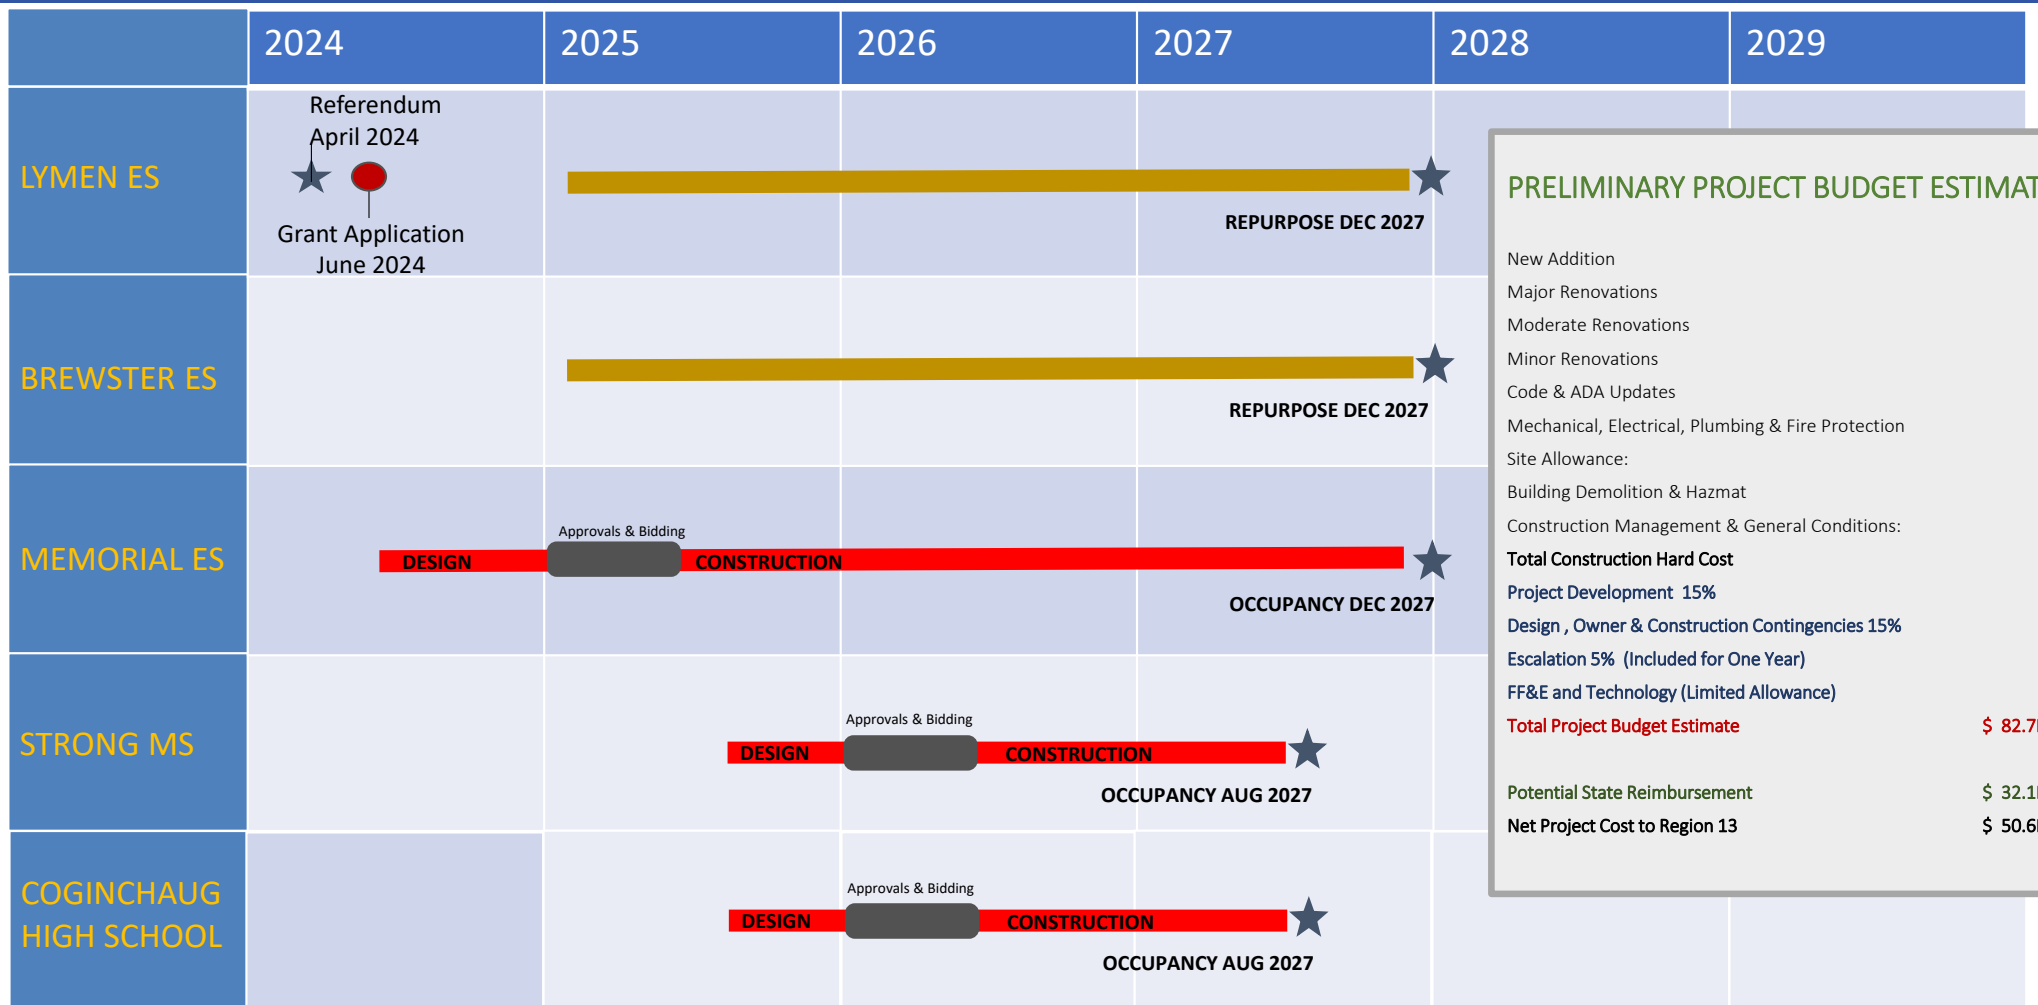 2024 2025 2026 2027 2028 2029
LYMEN ES
Referendum
April 2024
Grant Application
June 2024
REPURPOSE DEC 2027
BREWSTER ES
REPURPOSE DEC 2027
MEMORIAL ES
Approvals & Bidding
DESIGN CONSTRUCTION
OCCUPANCY DEC 2027
STRONG MS
Approvals & Bidding
DESIGN CONSTRUCTION
OCCUPANCY AUG 2027
COGINCHAUG
HIGH SCHOOL
Approvals & Bidding
DESIGN CONSTRUCTION
OCCUPANCY AUG 2027
PRELIMINARY PROJECT BUDGET ESTIMAT
New Addition
Major Renovations
Moderate Renovations
Minor Renovations
Code & ADA Updates
Mechanical, Electrical, Plumbing & Fire Protection
Site Allowance:
Building Demolition & Hazmat
Construction Management & General Conditions:
Total Construction Hard Cost
Project Development 15%
Design , Owner & Construction Contingencies 15%
Escalation 5% (Included for One Year)
FF&E and Technology (Limited Allowance)
Total Project Budget Estimate $ 82.7
Potential State Reimbursement $ 32.1
Net Project Cost to Region 13 $ 50.6